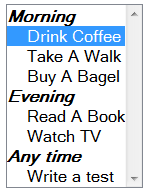 Morning
Drink Coffee
Take A Walk
Buy A Bagel
Evening
Read A Book
Watch TV
Any time
Write a test